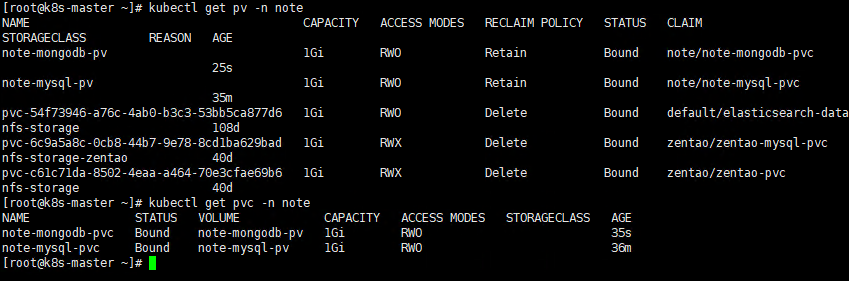 [root@k8s-master ~]# kubectl get pv -n note
NAME CAPACITY ACCESS MODES RECLAIM POLICY STATUS CLAIM
STORAGECLASS REASON AGE
note-mongodb-pv 1Gi RWO Retain Bound note/note-mongodb-pvc
25s
note-mysql-pv 1Gi RWO Retain Bound note/note-mysql-pvc
35m
pvc-54f73946-a76c-4ab0-b3c3-53bb5ca877d6 1Gi RWO Delete Bound default/elasticsearch-data
nfs-storage 108d
pvc-6c9a5a8c-0cb8-44b7-9e78-8cd1ba629bad 1Gi RWX Delete Bound zentao/zentao-mysql-pvc
nfs-storage-zentao 40d
pvc-c61c71da-8502-4eaa-a464-70e3cfae69b6 1Gi RWX Delete Bound zentao/zentao-pvc
nfs-storage 40d
[root@k8s-master ~]# kubectl get pvc -n note
NAME STATUS VOLUME CAPACITY ACCESS MODES STORAGECLASS AGE
note-mongodb-pvc Bound note-mongodb-pv 1Gi RWO 35s
note-mysql-pvc Bound note-mysql-pv 1Gi RWO 36m
[root@k8s-master ~]#